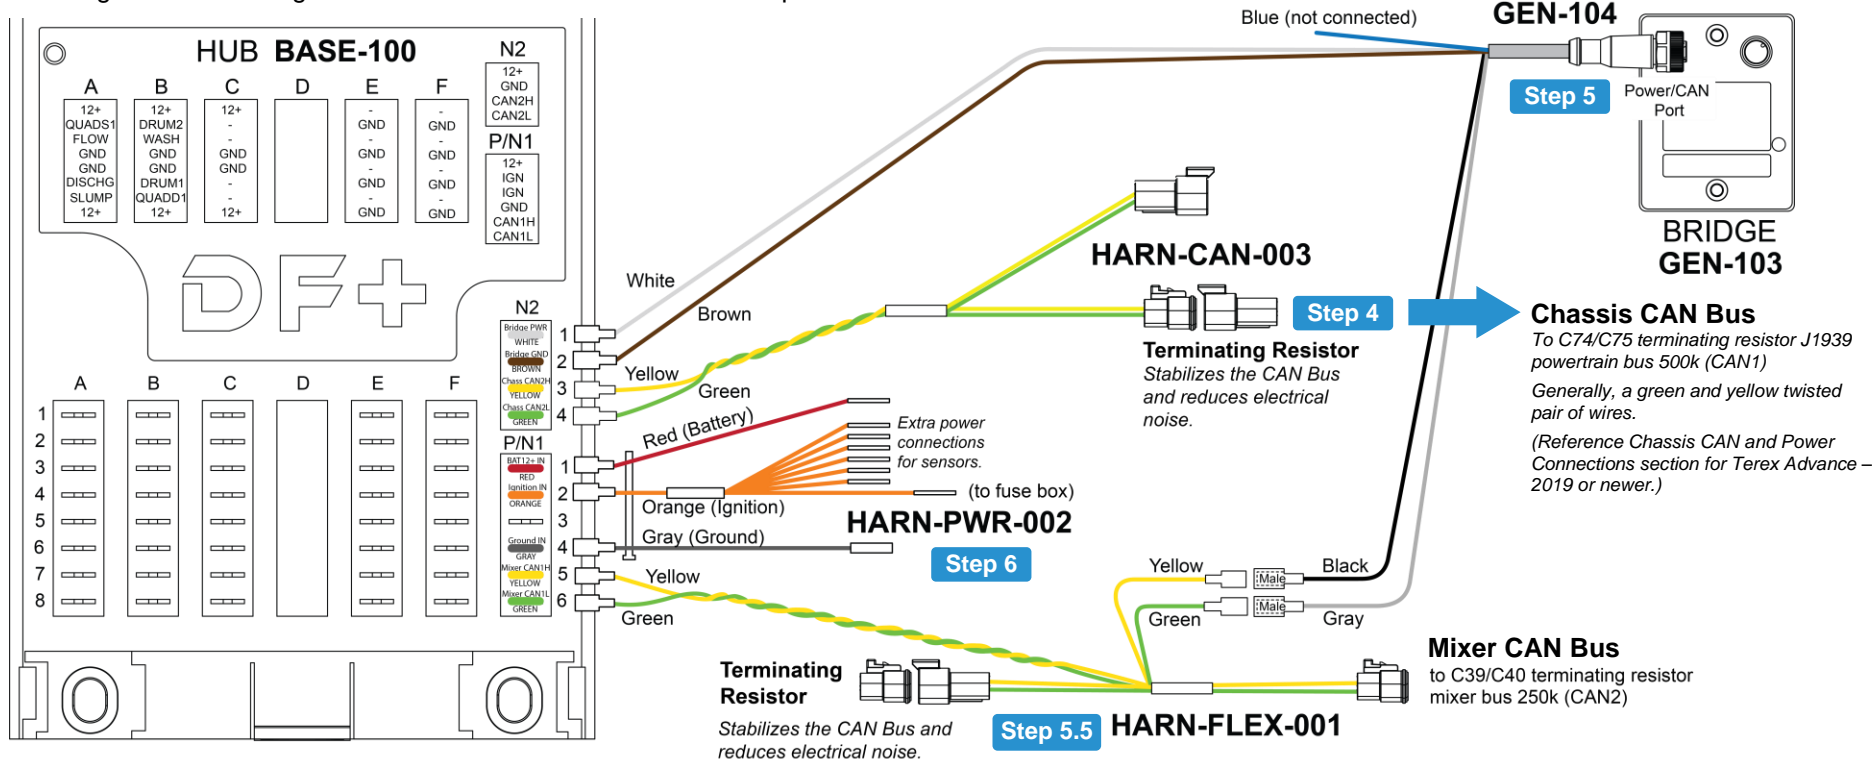 HUB BASE-100
A B C D E F
12+
QUADS1
FLOW
GND
GND
DISCHG
SLUMP
12+
12+
DRUM2
WASH
GND
GND
DRUM1
QUADD1
12+
12+
-
-
GND
GND
-
-
12+
-
GND
-
GND
-
GND
-
GND
-
GND
-
GND
-
GND
-
GND
N2
12+
GND
CAN2H
CAN2L
P/N1
12+
IGN
IGN
GND
CAN1H
CAN1L
DF+
A B C D E F
1
2
3
4
5
6
7
8
N2
Bridge PWR
WHITE
1
Bridge GND
BROWN
2
Chass CAN2H
YELLOW
3
Chass CAN2L
GREEN
4
P/N1
BAT12+ IN
RED
1
Ignition IN
ORANGE
2
3
Ground IN
GRAY
4
Mixer CAN1H
YELLOW
5
Mixer CAN1L
GREEN
6
White
Brown
Yellow
Green
Red (Battery)
Orange (Ignition)
Gray (Ground)
Yellow
Green
Extra power
connections
for sensors.
(to fuse box)
HARN-PWR-002
Step 6
Blue (not connected)
GEN-104
Step 5
Power/CAN
Port
BRIDGE
GEN-103
HARN-CAN-003
Step 4
Terminating Resistor
Stabilizes the CAN Bus
and reduces electrical
noise.
Chassis CAN Bus
To C74/C75 terminating resistor J1939
powertrain bus 500k (CAN1)
Generally, a green and yellow twisted
pair of wires.
(Reference Chassis CAN and Power
Connections section for Terex Advance –
2019 or newer.)
Yellow
Male
Black
Green
Male
Gray
Mixer CAN Bus
to C39/C40 terminating resistor
mixer bus 250k (CAN2)
Terminating
Resistor
Stabilizes the CAN Bus and
reduces electrical noise.
Step 5.5
HARN-FLEX-001